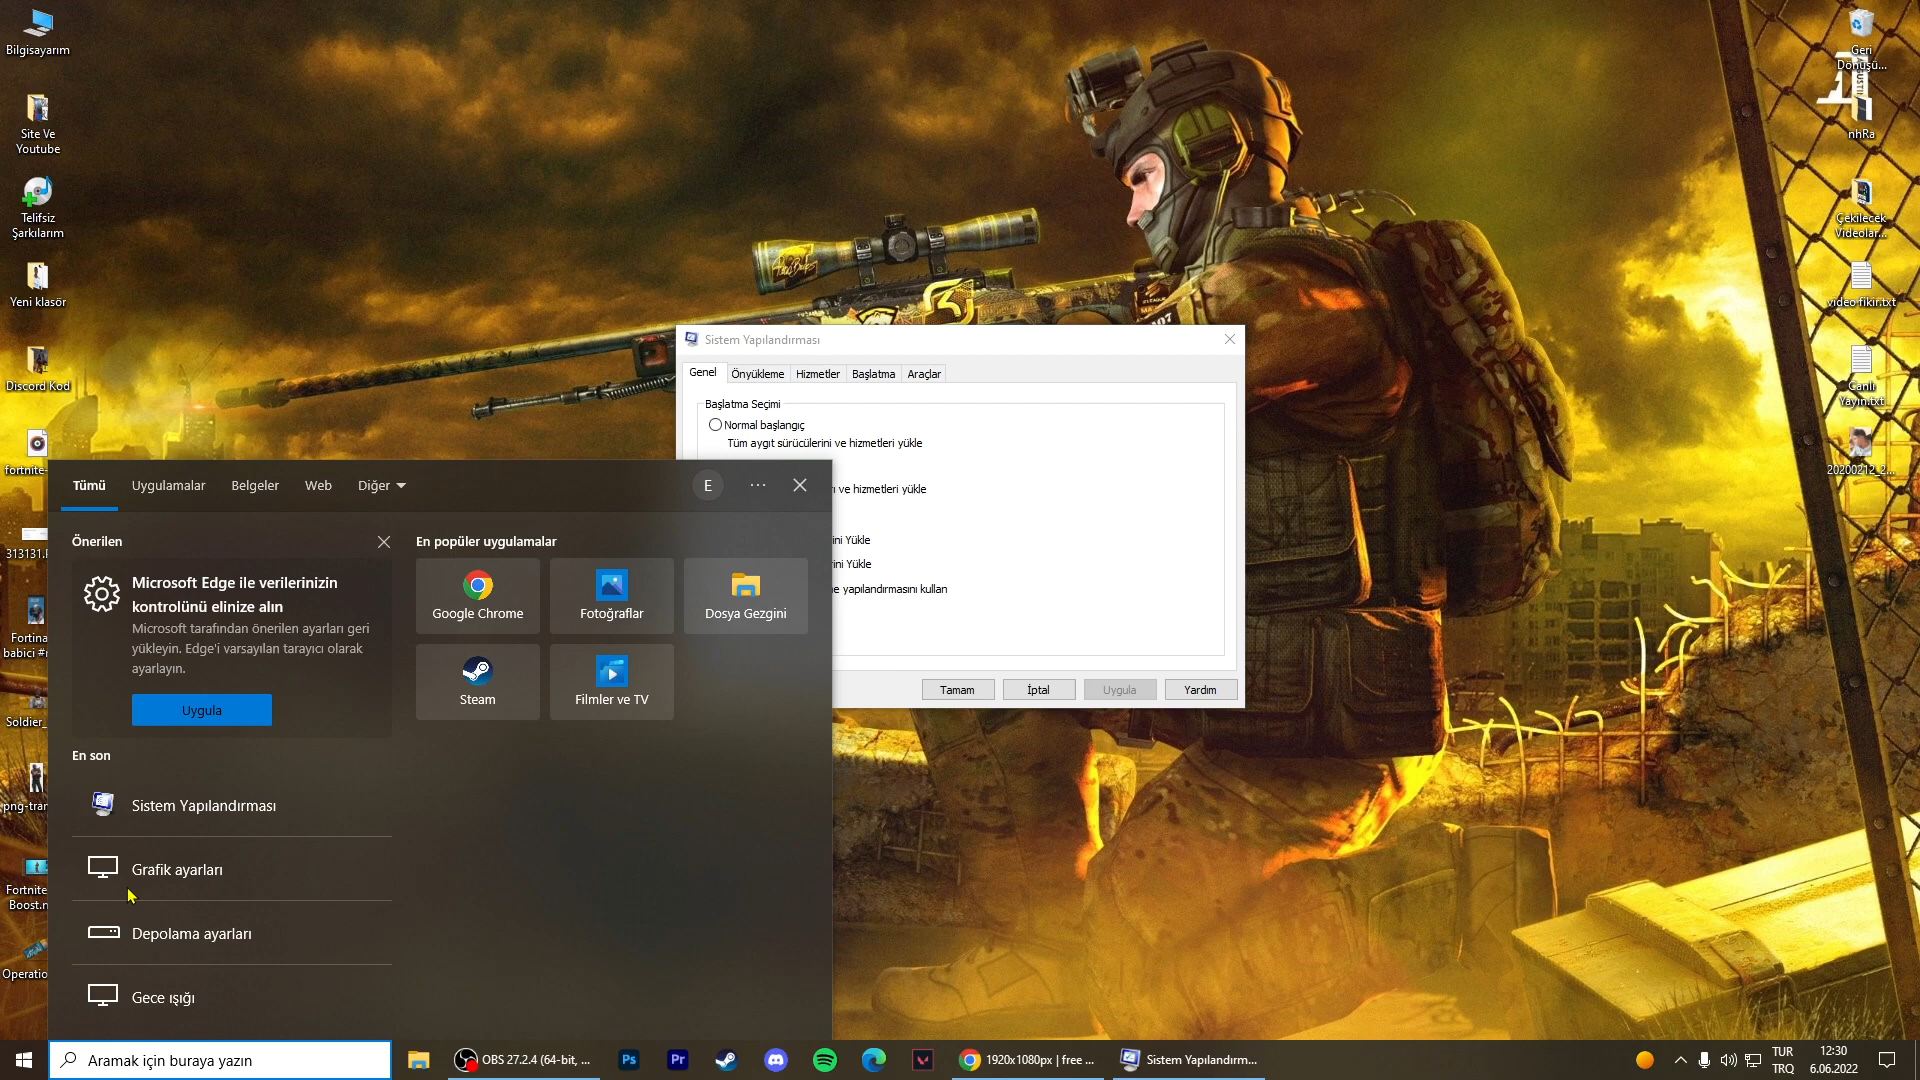 Bilgisayarım
Site Ve
Youtube
Telifsiz
Şarkılarım
Yeni klasör
Discord Kod
fortnite-
313131.
Fortina
babici #
Soldier_
png-tran
Fortnite
Boost.n
Operatio
Geri
Dönüşü...
nhRa
Çekilecek
Videolar...
video fikir.txt
Canlı
Yayın.txt
20200212_2...
Sistem Yapılandırması
Genel
Önyükleme
Hizmetler
Başlatma
Araçlar
Başlatma Seçimi
Normal başlangıç
Tüm aygıt sürücülerini ve hizmetleri yükle
ı ve hizmetleri yükle
ini Yükle
rini Yükle
e yapılandırmasını kullan
Tamam
İptal
Uygula
Yardım
Tümü
Uygulamalar
Belgeler
Web
Diğer
E
...
Önerilen
Microsoft Edge ile verilerinizin
kontrolünü elinize alın
Microsoft tarafından önerilen ayarları geri
yükleyin. Edge'i varsayılan tarayıcı olarak
ayarlayın.
Uygula
En popüler uygulamalar
Google Chrome
Fotoğraflar
Dosya Gezgini
Steam
Filmler ve TV
En son
Sistem Yapılandırması
Grafik ayarları
Depolama ayarları
Gece ışığı
Aramak için buraya yazın
OBS 27.2.4 (64-bit, ...
Ps
Pr
1920x1080px | free ...
Sistem Yapılandırm...
TUR
TRQ
12:30
6.06.2022